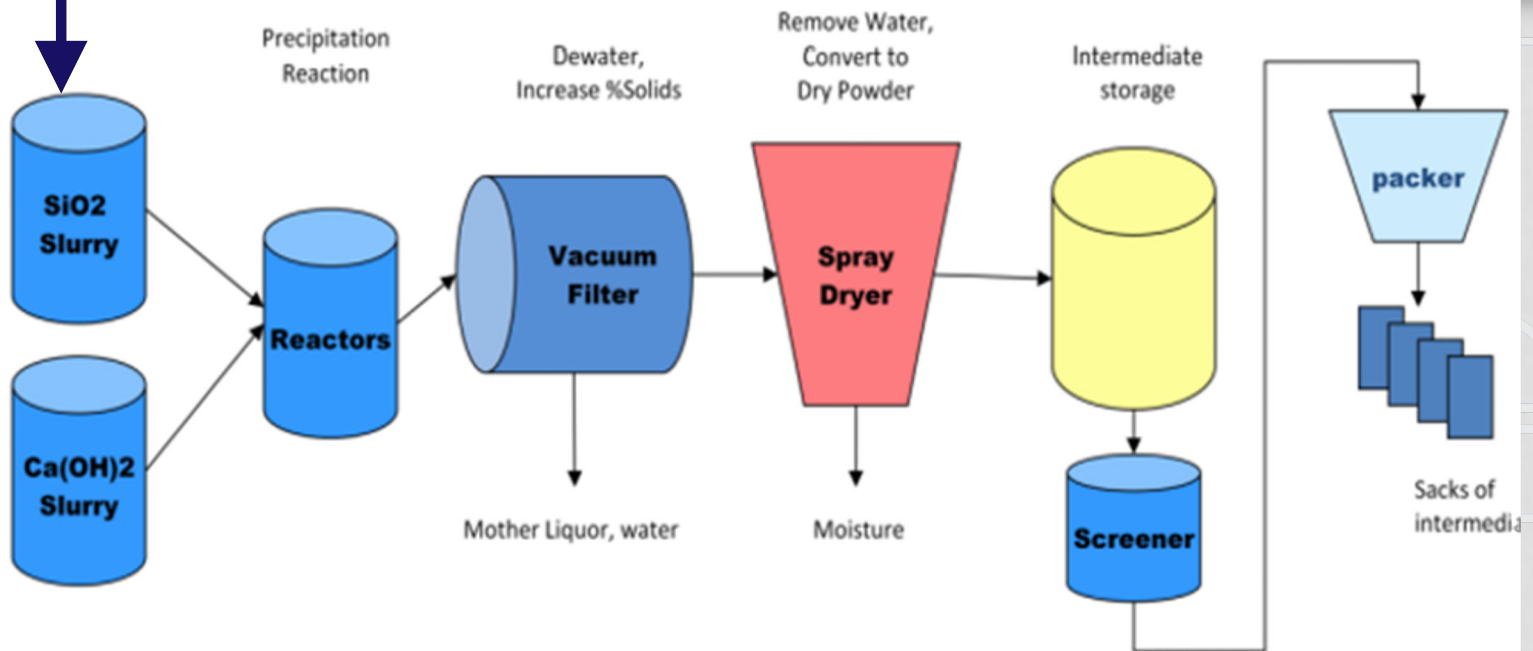 Precipitation
Reaction
Dewater,
Increase %Solids
Remove Water,
Convert to
Dry Powder
Intermediate
storage
SiO2
Slurry
Ca(OH)2
Slurry
Reactors
Vacuum
Filter
Mother Liquor, water
Spray
Dryer
Moisture
Screener
packer
Sacks of